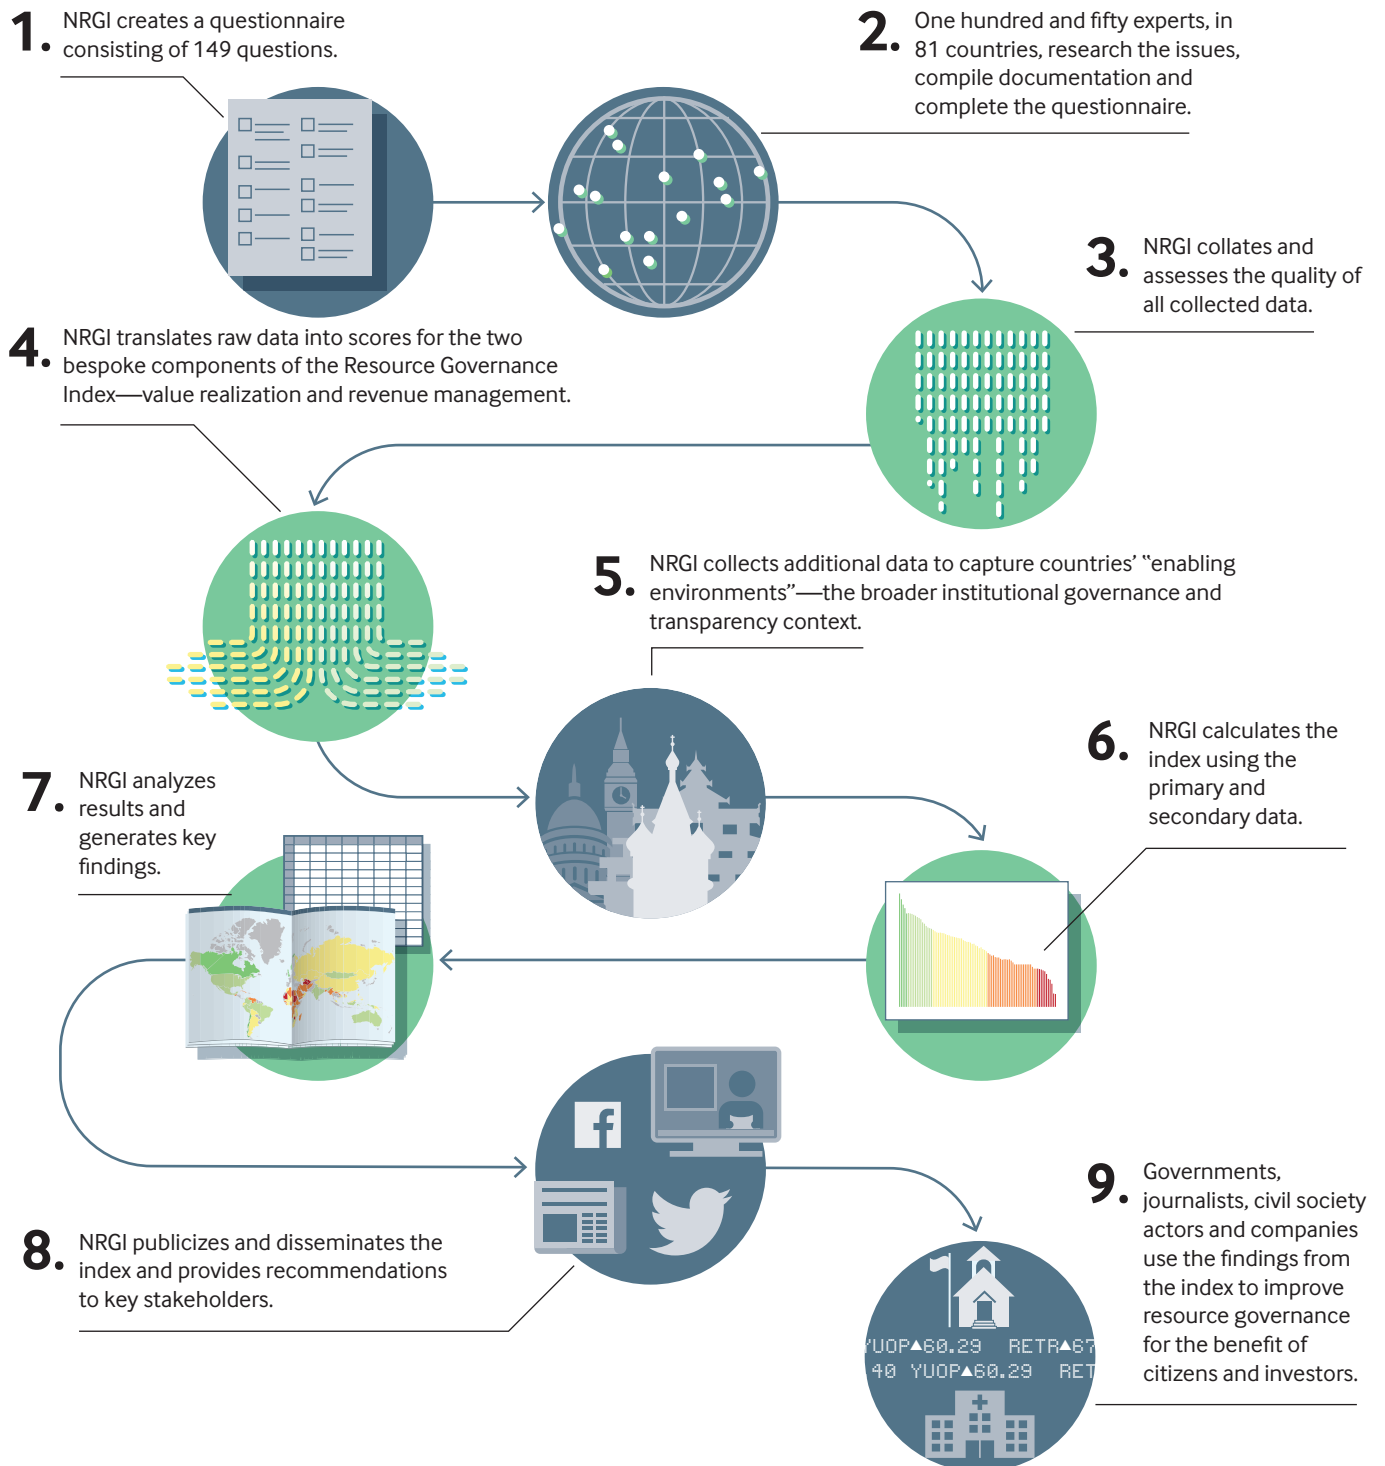 1.
NRGI creates a questionnaire
consisting of 149 questions.
2.
One hundred and fifty experts, in
81 countries, research the issues,
compile documentation and
complete the questionnaire.
3.
NRGI collates and
assesses the quality of
all collected data.
4.
NRGI translates raw data into scores for the two
bespoke components of the Resource Governance
Index—value realization and revenue management.
5.
NRGI collects additional data to capture countries’ “enabling
environments”—the broader institutional governance and
transparency context.
6.
NRGI calculates the
index using the
primary and
secondary data.
7.
NRGI analyzes
results and
generates key
findings.
8.
NRGI publicizes and disseminates the
index and provides recommendations
to key stakeholders.
9.
Governments,
journalists, civil society
actors and companies
use the findings from
the index to improve
resource governance
for the benefit of
citizens and investors.
f
YUOP▲60.29 RETR▲67
40 YUOP▲60.29 RET